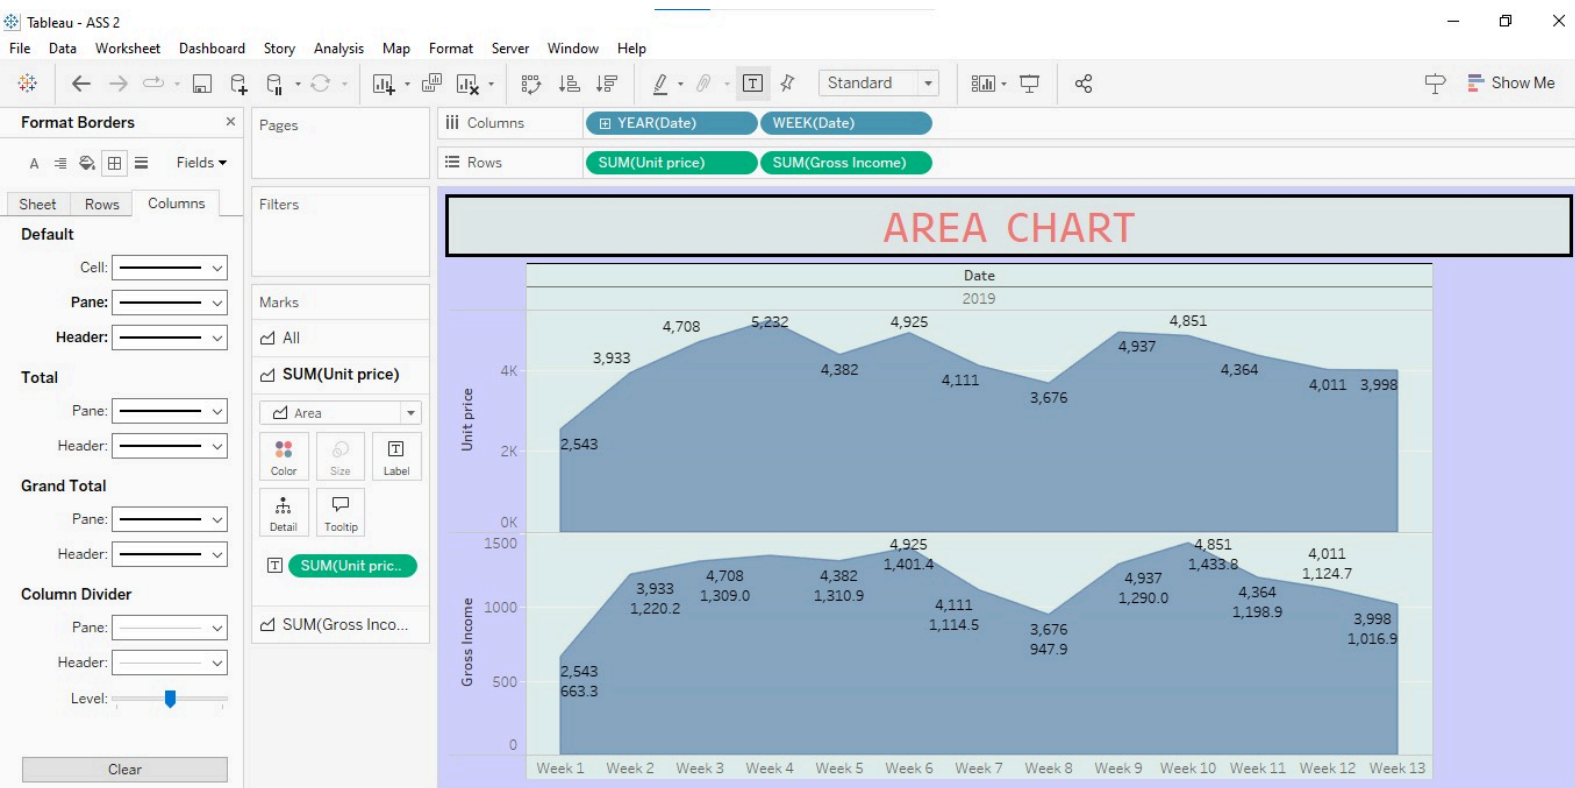 Tableau - ASS 2
File Data Worksheet Dashboard Story Analysis Map Format Server Window Help
Standard
Show Me
Format Borders
Fields
Sheet Rows Columns
Default
Cell:
Pane:
Header:
Total
Pane:
Header:
Grand Total
Pane:
Header:
Column Divider
Pane:
Header:
Level:
Clear
Pages
Filters
Marks
All
SUM(Unit price)
Area
Color Size Label
Detail Tooltip
SUM(Unit pric..
SUM(Gross Inco...
Columns YEAR(Date) WEEK(Date)
Rows SUM(Unit price) SUM(Gross Income)
AREA CHART
Date
2019
Unit price
4K
2K
0K
2,543
3,933
4,708
5,232
4,382
4,925
4,111
3,676
4,937
4,851
4,364
4,011
3,998
Gross Income
1500
1000
500
0
2,543
663.3
3,933
1,220.2
4,708
1,309.0
4,382
1,310.9
4,925
1,401.4
4,111
1,114.5
3,676
947.9
4,937
1,290.0
4,851
1,433.8
4,364
1,198.9
4,011
1,124.7
3,998
1,016.9
Week 1 Week 2 Week 3 Week 4 Week 5 Week 6 Week 7 Week 8 Week 9 Week 10 Week 11 Week 12 Week 13